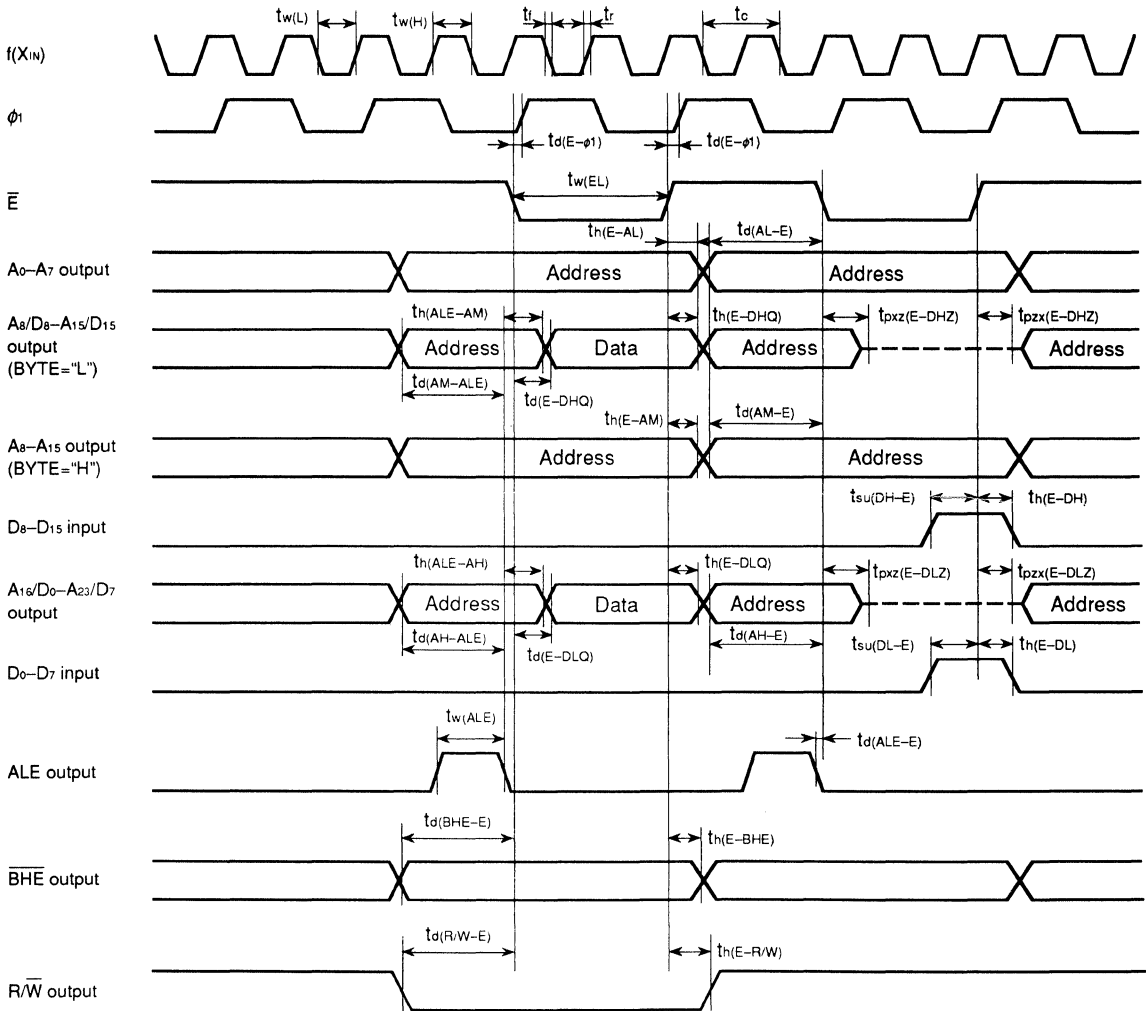 tw(L) tw(H) tf tr tc
f(XIN)
φ1
td(E−φ1) td(E−φ1)
E̅
tw(EL)
th(E−AL) td(AL−E)
A0−A7 output Address Address
th(ALE−AM) th(E−DHQ) tpxz(E−DHZ) tpzx(E−DHZ)
A8/D8−A15/D15
output
(BYTE="L")
Address Data Address Address
td(AM−ALE) td(E−DHQ)
th(E−AM) td(AM−E)
A8−A15 output
(BYTE="H")
Address Address
tsu(DH−E) th(E−DH)
D8−D15 input
th(ALE−AH) th(E−DLQ) tpxz(E−DLZ) tpzx(E−DLZ)
A16/D0−A23/D7
output
Address Data Address Address
td(AH−ALE) td(E−DLQ) td(AH−E) tsu(DL−E) th(E−DL)
D0−D7 input
tw(ALE) td(ALE−E)
ALE output
td(BHE−E) th(E−BHE)
B̅H̅E̅ output
td(R/W−E) th(E−R/W)
R/W̅ output